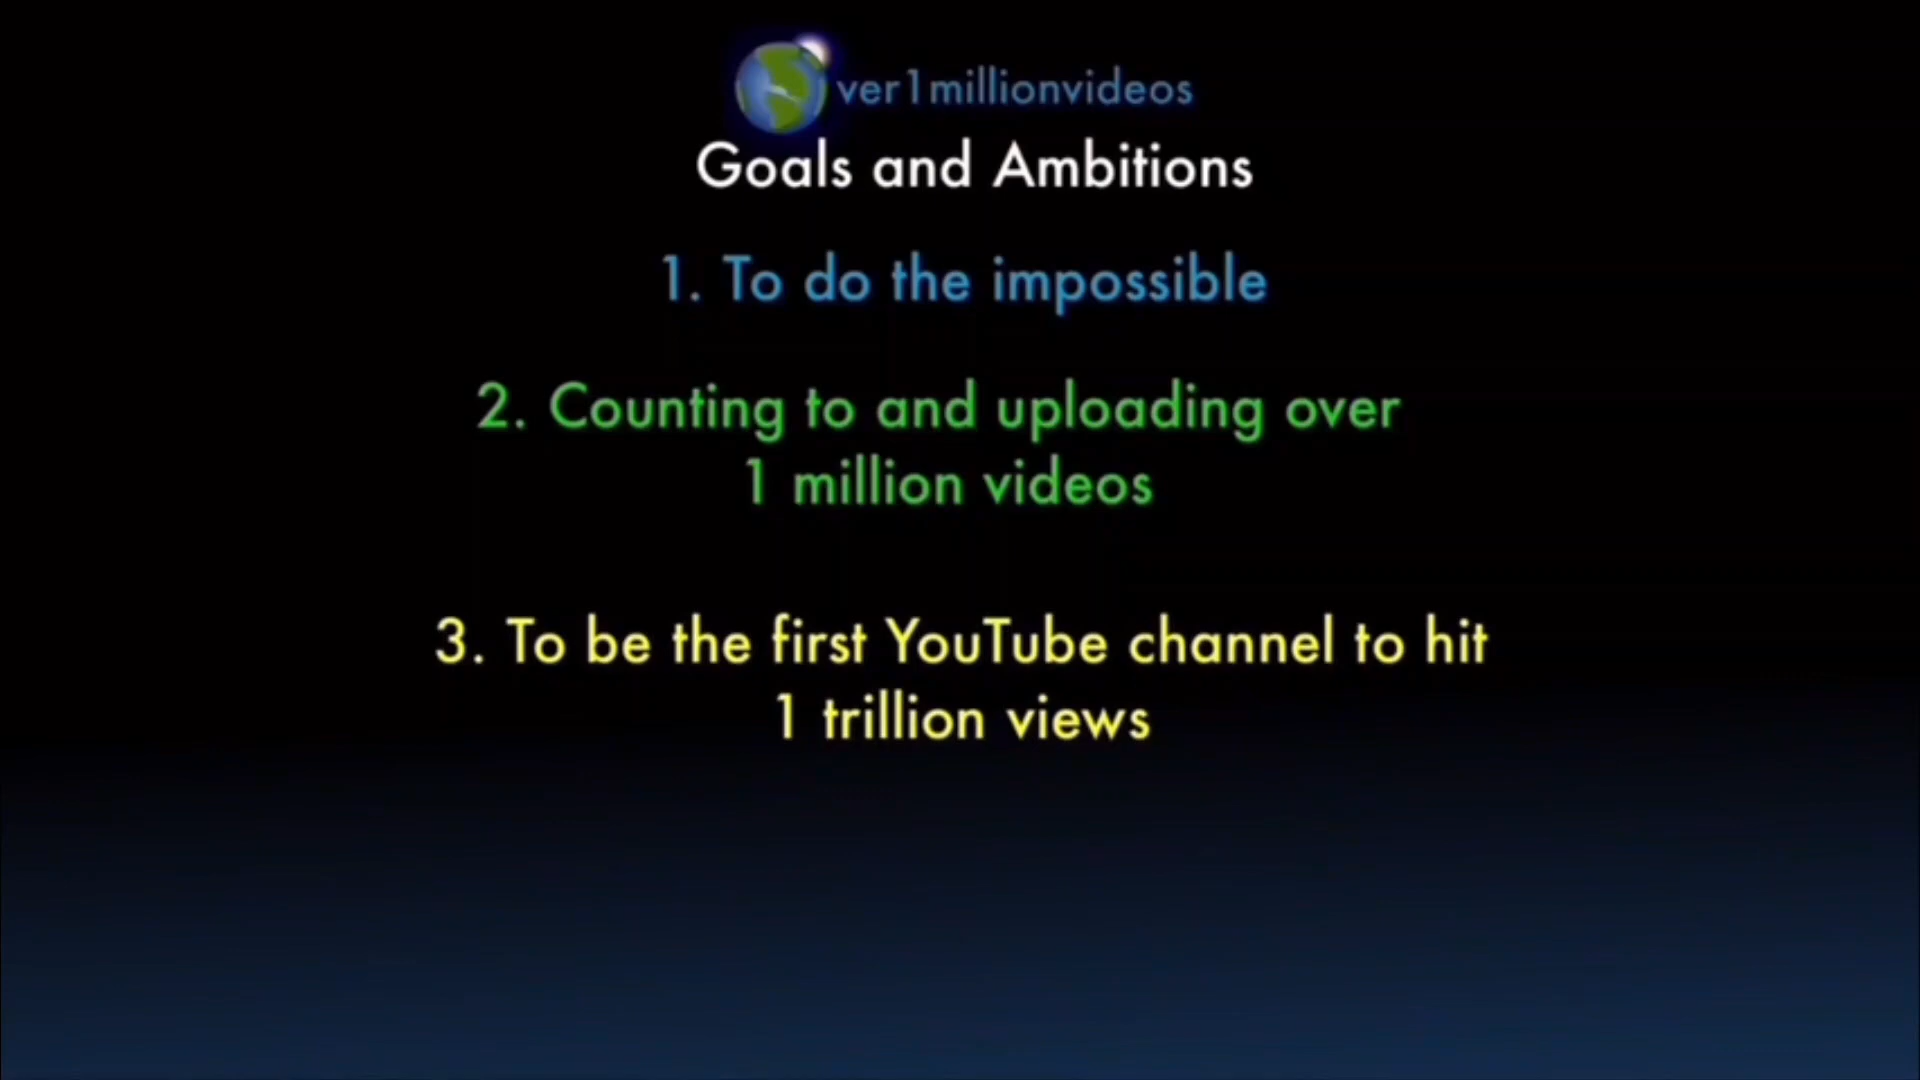 ver1millionvideos
Goals and Ambitions
1. To do the impossible
2. Counting to and uploading over
1 million videos
3. To be the first YouTube channel to hit
1 trillion views